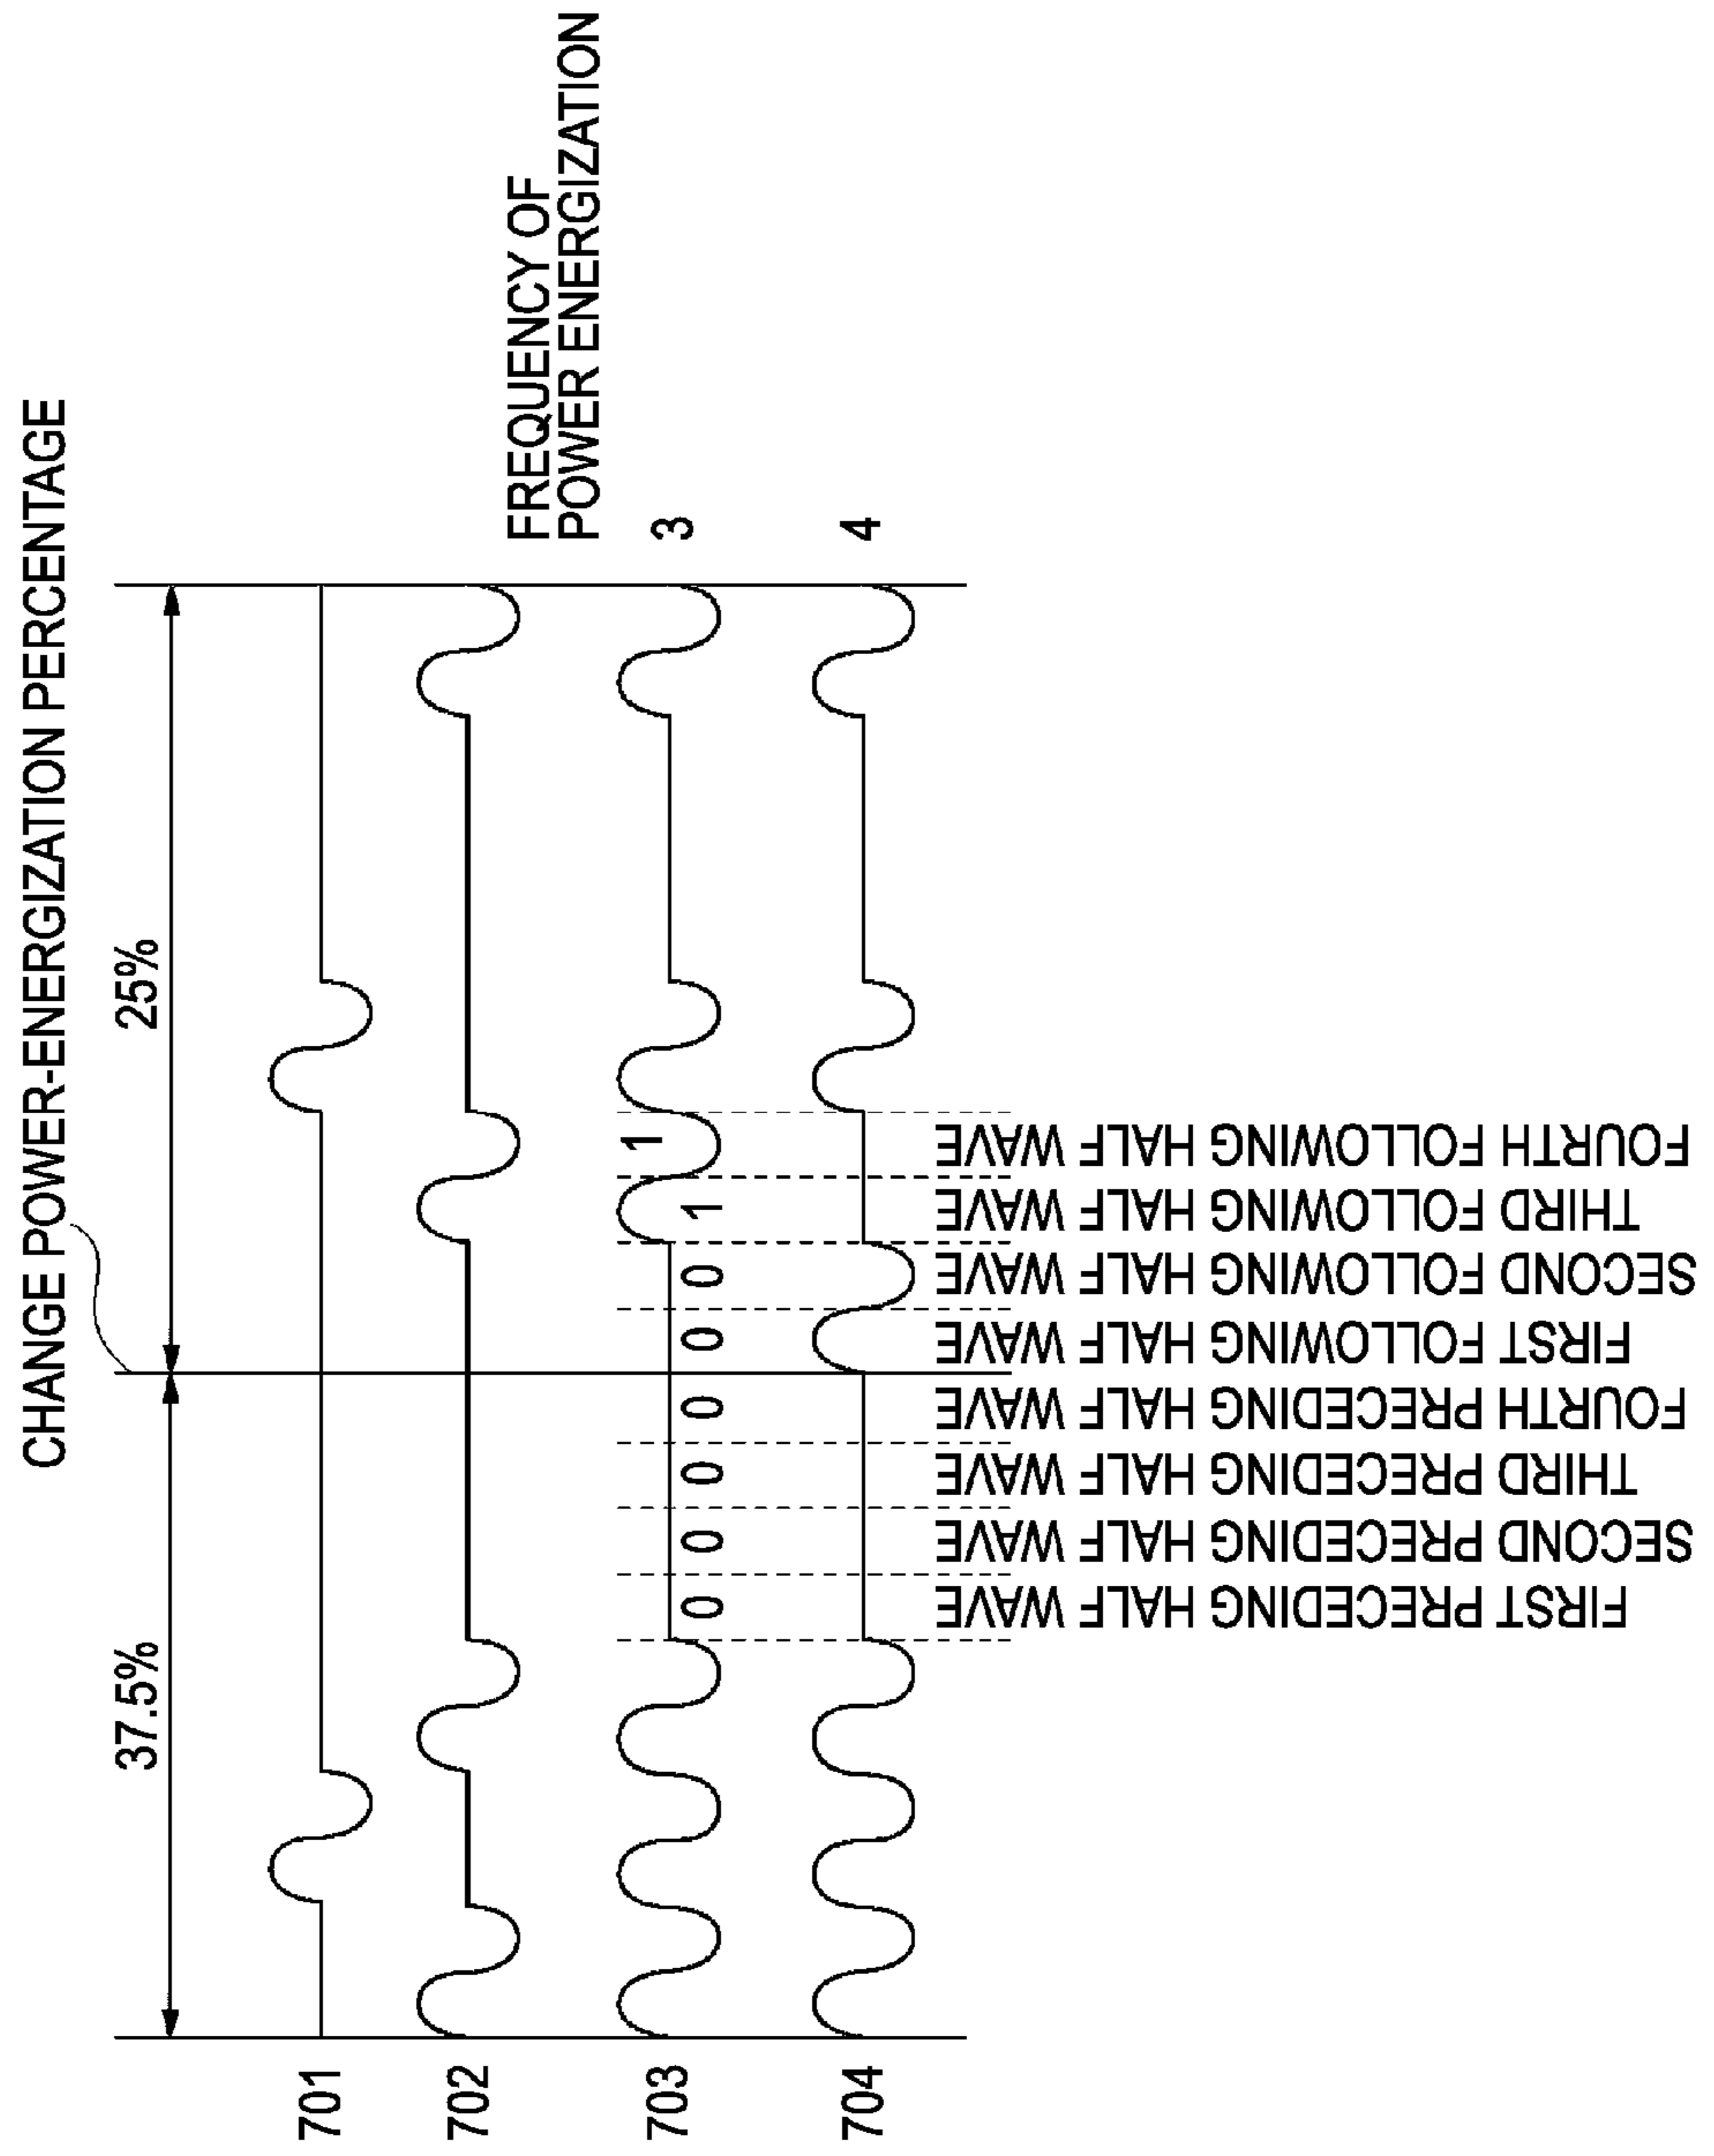 CHANGE POWER-ENERGIZATION PERCENTAGE
37.5%
25%
FREQUENCY OF
POWER ENERGIZATION
701
702
703
0
0
0
0
0
0
1
1
3
704
4
FIRST PRECEDING HALF WAVE
SECOND PRECEDING HALF WAVE
THIRD PRECEDING HALF WAVE
FOURTH PRECEDING HALF WAVE
FIRST FOLLOWING HALF WAVE
SECOND FOLLOWING HALF WAVE
THIRD FOLLOWING HALF WAVE
FOURTH FOLLOWING HALF WAVE